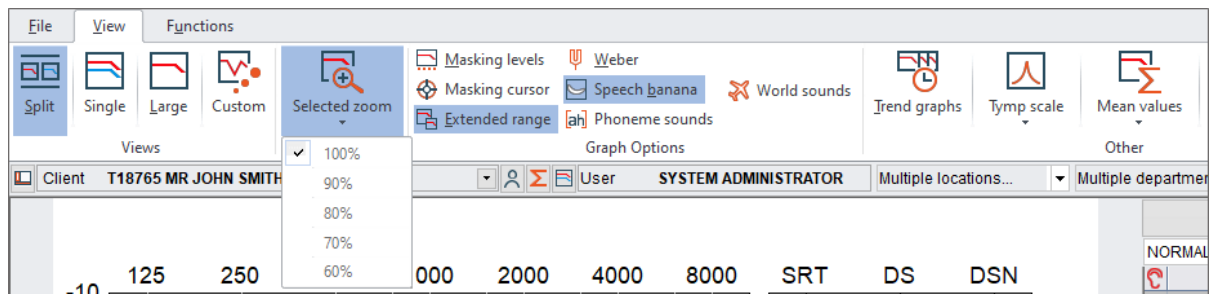 File View Functions
Masking levels Weber
Masking cursor Speech banana World sounds
Split Single Large Custom Selected zoom Extended range ah Phoneme sounds Trend graphs Tymp scale Mean values
Views Graph Options Other
100%
Client T18765 MR JOHN SMITH User SYSTEM ADMINISTRATOR Multiple locations...
90%
80%
70%
NORMAL
60%
-10 125 250 000 2000 4000 8000 SRT DS DSN